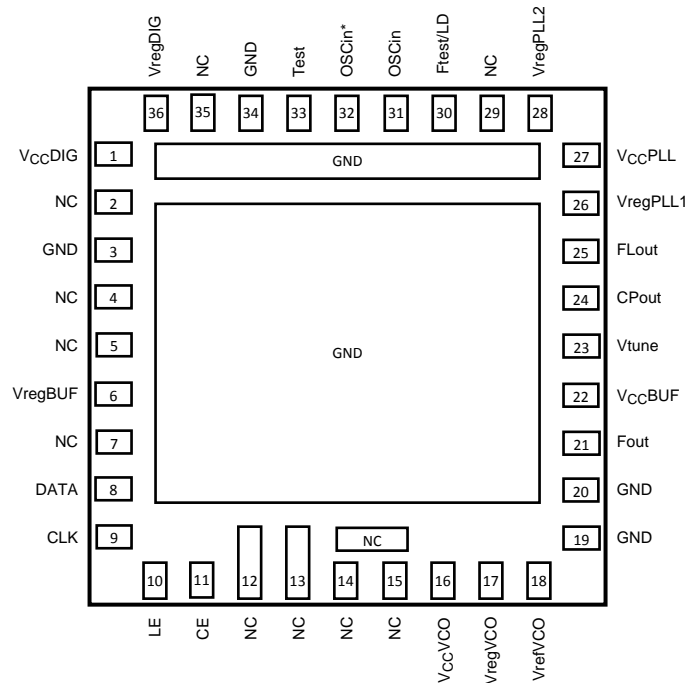 VregDIG
NC
GND
Test
OSCin*
OSCin
Ftest/LD
NC
VregPLL2
36 35 34 33 32 31 30 29 28
VCCDIG 1 GND 27 VCCPLL
NC 2 26 VregPLL1
GND 3 25 FLout
NC 4 24 CPout
NC 5 GND 23 Vtune
VregBUF 6 22 VCCBUF
NC 7 21 Fout
DATA 8 20 GND
CLK 9 NC 19 GND
10 11 12 13 14 15 16 17 18
LE
CE
NC
NC
NC
NC
VCCVCO
VregVCO
VrefVCO